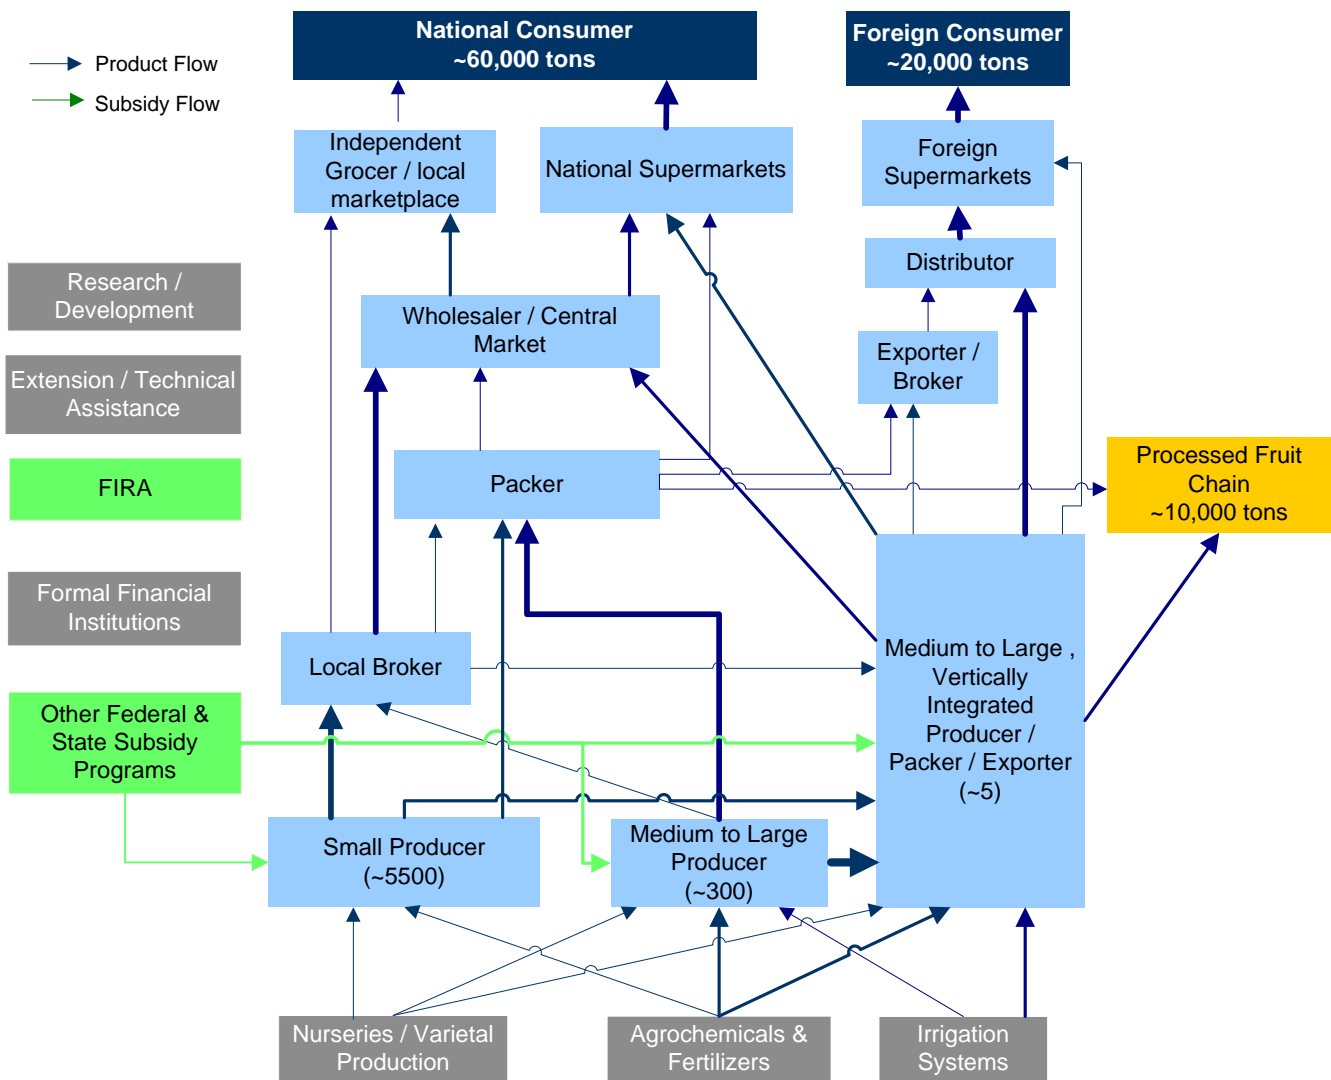 National Consumer
~60,000 tons
Foreign Consumer
~20,000 tons
Product Flow
Subsidy Flow
Independent
Grocer / local
marketplace
National Supermarkets
Foreign
Supermarkets
Distributor
Research /
Development
Wholesaler / Central
Market
Exporter /
Broker
Extension / Technical
Assistance
FIRA
Packer
Processed Fruit
Chain
~10,000 tons
Formal Financial
Institutions
Local Broker
Medium to Large ,
Vertically
Integrated
Producer /
Packer / Exporter
(~5)
Other Federal &
State Subsidy
Programs
Small Producer
(~5500)
Medium to Large
Producer
(~300)
Nurseries / Varietal
Production
Agrochemicals &
Fertilizers
Irrigation
Systems